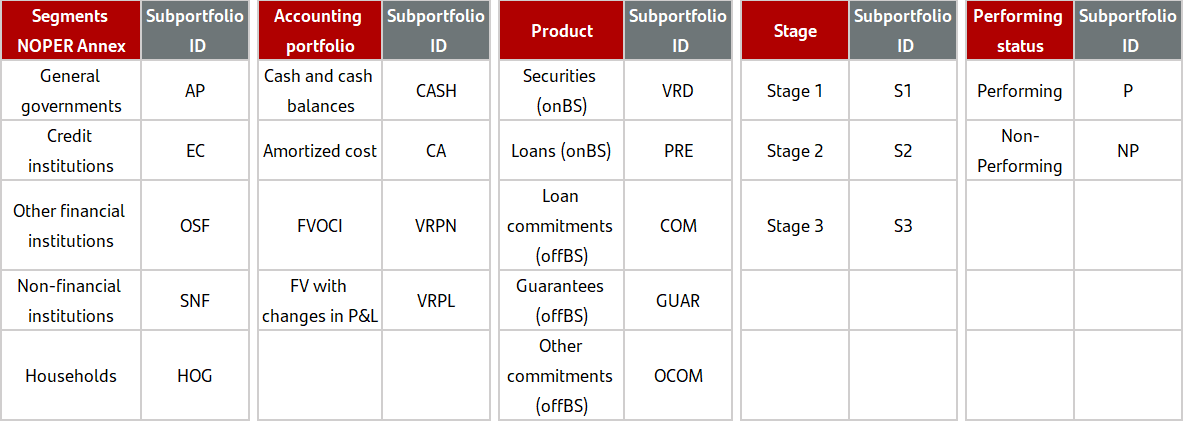 Segments NOPER Annex | Subportfolio ID | Accounting portfolio | Subportfolio ID | Product | Subportfolio ID | Stage | Subportfolio ID | Performing status | Subportfolio ID
General governments | AP | Cash and cash balances | CASH | Securities (onBS) | VRD | Stage 1 | S1 | Performing | P
Credit institutions | EC | Amortized cost | CA | Loans (onBS) | PRE | Stage 2 | S2 | Non-Performing | NP
Other financial institutions | OSF | FVOCI | VRPN | Loan commitments (offBS) | COM | Stage 3 | S3
Non-financial institutions | SNF | FV with changes in P&L | VRPL | Guarantees (offBS) | GUAR
Households | HOG | Other commitments (offBS) | OCOM